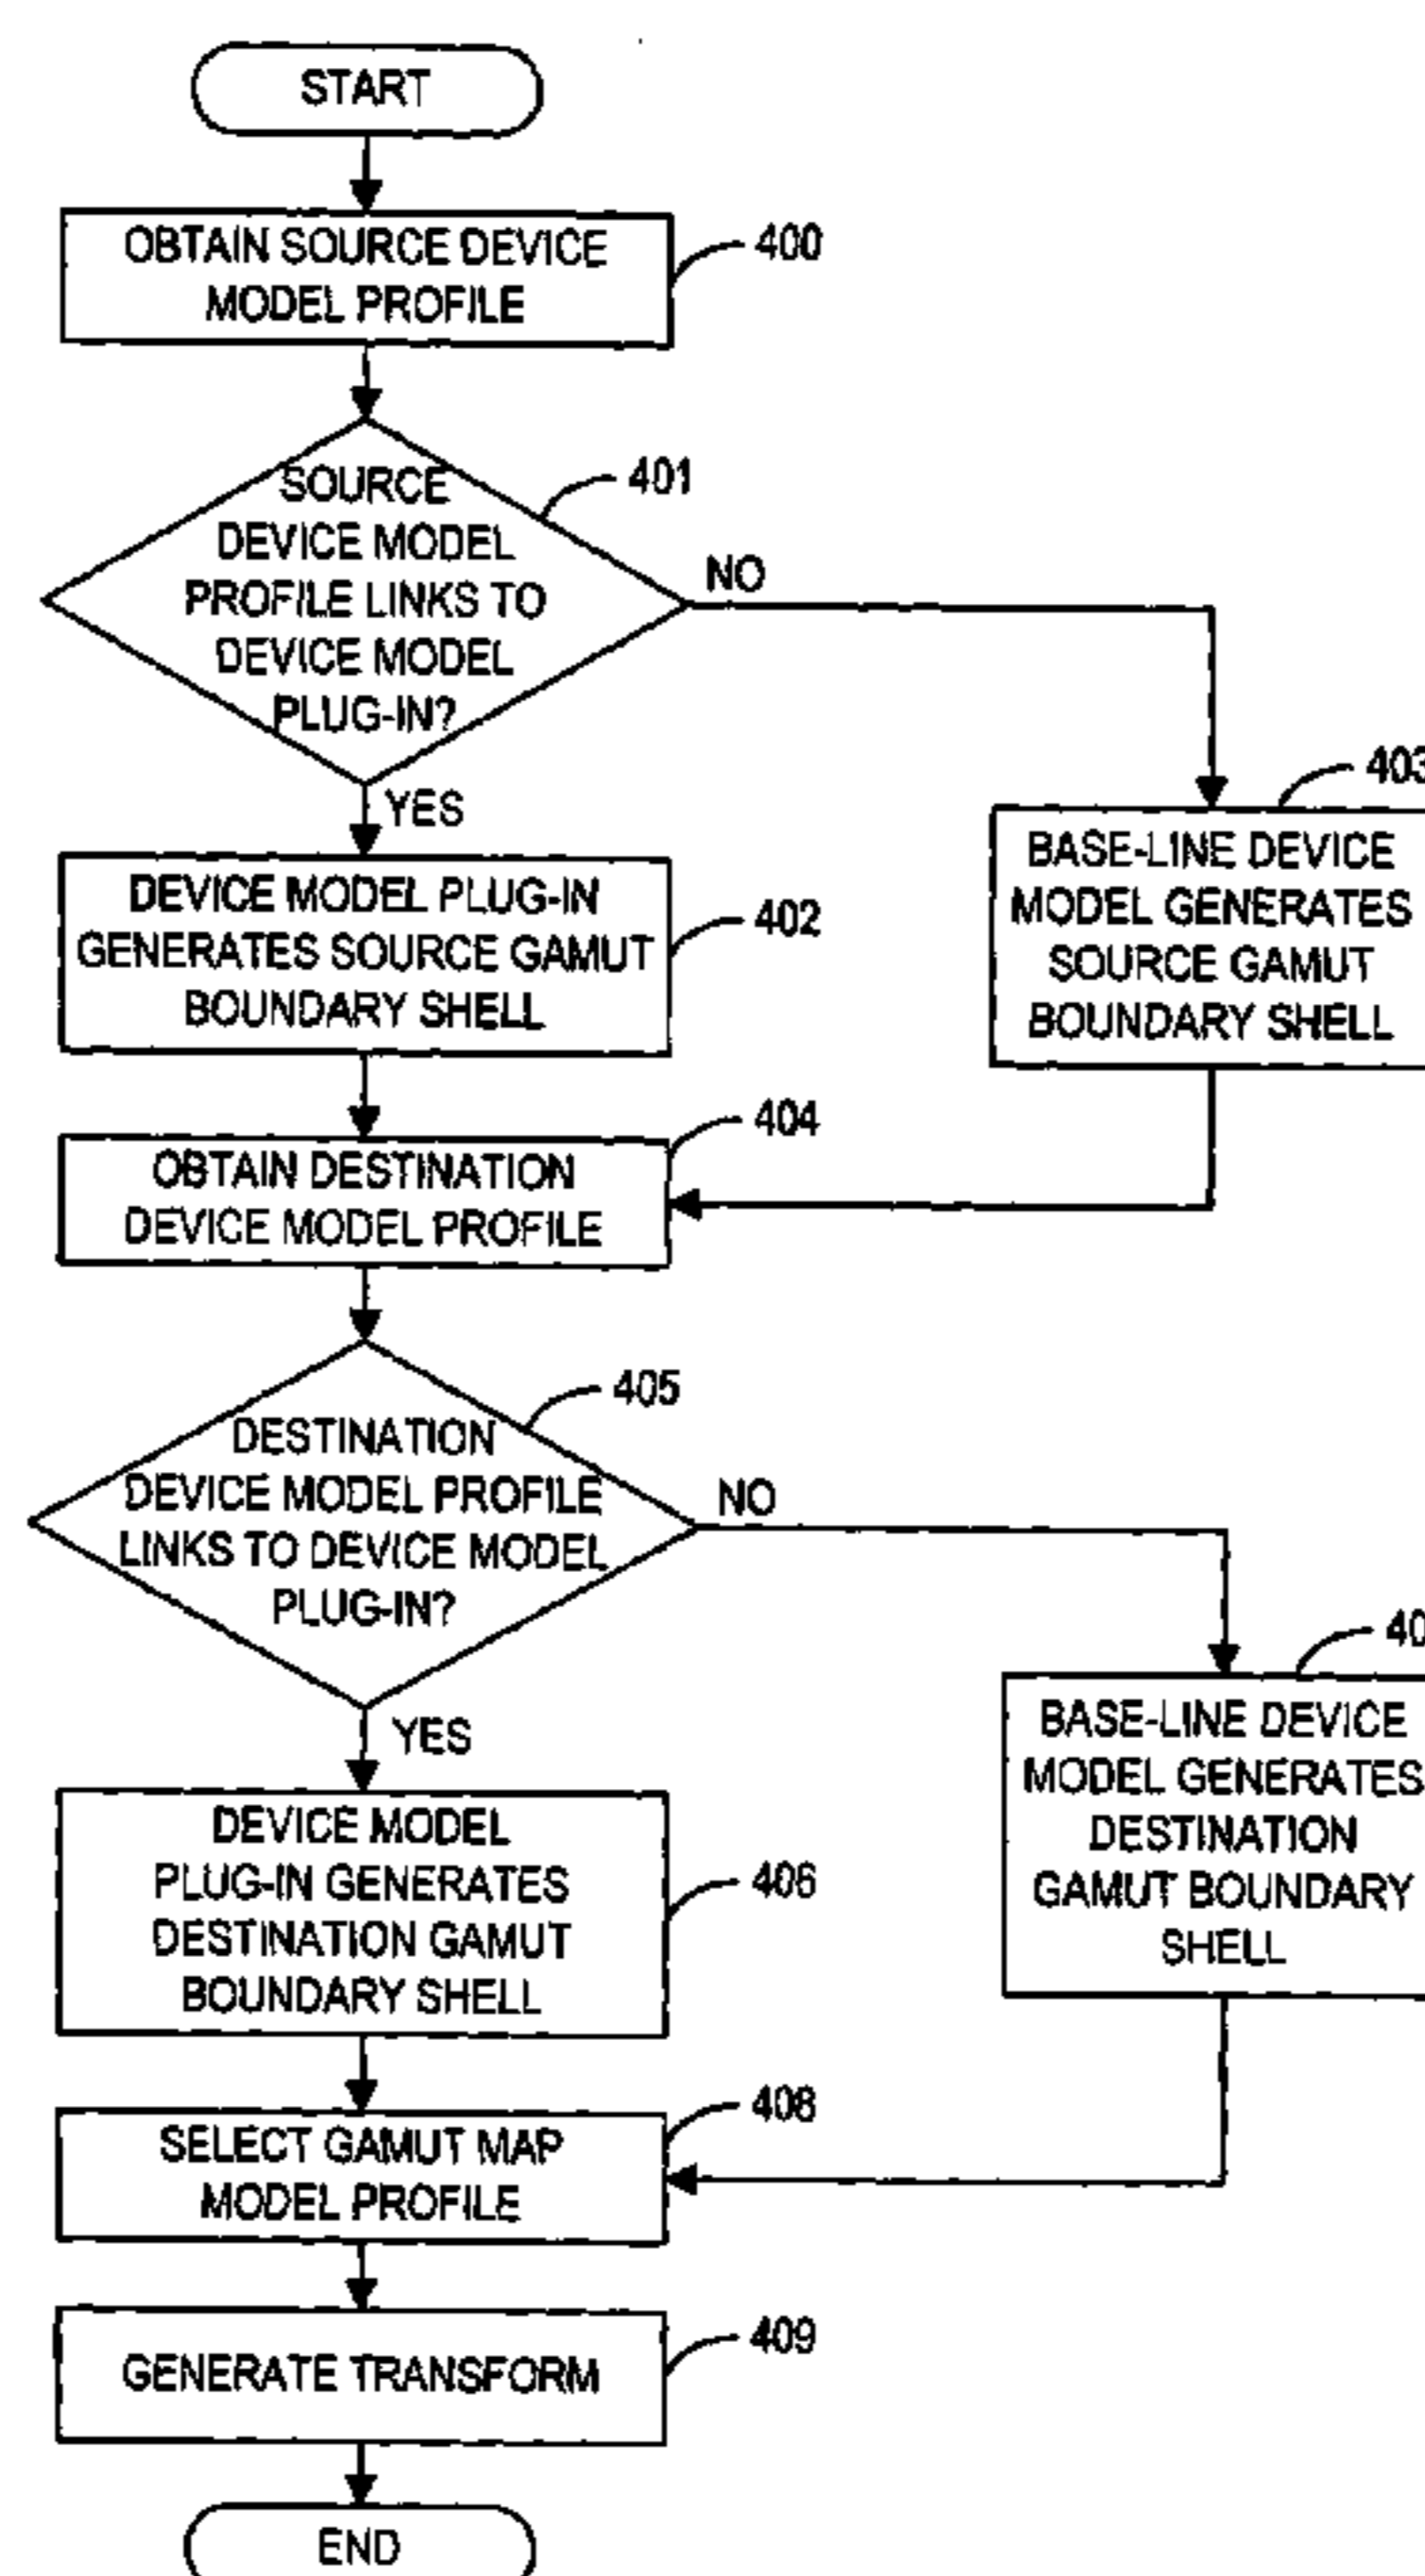 START
OBTAIN SOURCE DEVICE
MODEL PROFILE
400
SOURCE
DEVICE MODEL
PROFILE LINKS TO
DEVICE MODEL
PLUG-IN?
401
NO
YES
403
BASE-LINE DEVICE
MODEL GENERATES
SOURCE GAMUT
BOUNDARY SHELL
DEVICE MODEL PLUG-IN
GENERATES SOURCE GAMUT
BOUNDARY SHELL
402
OBTAIN DESTINATION
DEVICE MODEL PROFILE
404
DESTINATION
DEVICE MODEL PROFILE
LINKS TO DEVICE MODEL
PLUG-IN?
405
NO
YES
BASE-LINE DEVICE
MODEL GENERATES
DESTINATION
GAMUT BOUNDARY
SHELL
DEVICE MODEL
PLUG-IN GENERATES
DESTINATION GAMUT
BOUNDARY SHELL
406
SELECT GAMUT MAP
MODEL PROFILE
408
GENERATE TRANSFORM
409
END